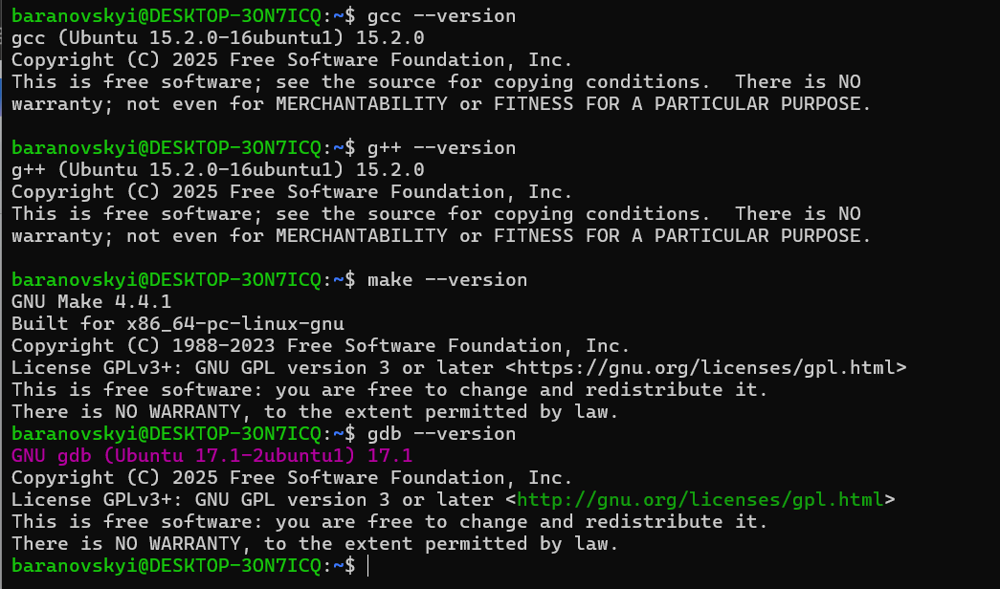 baranovskyi@DESKTOP-3ON7ICQ:~$ gcc --version
gcc (Ubuntu 15.2.0-16ubuntu1) 15.2.0
Copyright (C) 2025 Free Software Foundation, Inc.
This is free software; see the source for copying conditions.  There is NO
warranty; not even for MERCHANTABILITY or FITNESS FOR A PARTICULAR PURPOSE.

baranovskyi@DESKTOP-3ON7ICQ:~$ g++ --version
g++ (Ubuntu 15.2.0-16ubuntu1) 15.2.0
Copyright (C) 2025 Free Software Foundation, Inc.
This is free software; see the source for copying conditions.  There is NO
warranty; not even for MERCHANTABILITY or FITNESS FOR A PARTICULAR PURPOSE.

baranovskyi@DESKTOP-3ON7ICQ:~$ make --version
GNU Make 4.4.1
Built for x86_64-pc-linux-gnu
Copyright (C) 1988-2023 Free Software Foundation, Inc.
License GPLv3+: GNU GPL version 3 or later <https://gnu.org/licenses/gpl.html>
This is free software: you are free to change and redistribute it.
There is NO WARRANTY, to the extent permitted by law.
baranovskyi@DESKTOP-3ON7ICQ:~$ gdb --version
GNU gdb (Ubuntu 17.1-2ubuntu1) 17.1
Copyright (C) 2025 Free Software Foundation, Inc.
License GPLv3+: GNU GPL version 3 or later <http://gnu.org/licenses/gpl.html>
This is free software: you are free to change and redistribute it.
There is NO WARRANTY, to the extent permitted by law.
baranovskyi@DESKTOP-3ON7ICQ:~$